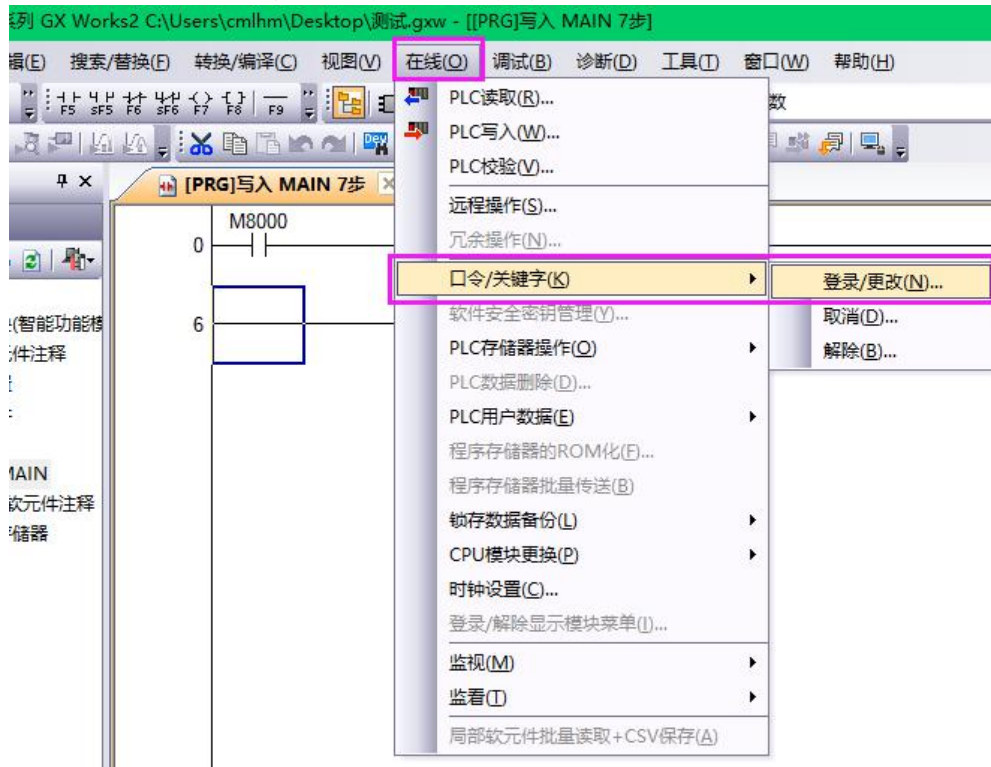 列 GX Works2 C:\Users\cmlhm\Desktop\测试.gxw - [[PRG]写入 MAIN 7步]
辑(E) 搜索/替换(F) 转换/编译(C) 视图(V) 在线(O) 调试(B) 诊断(D) 工具(T) 窗口(W) 帮助(H)
F5 sF5 F6 sF6 F7 F8 F9
数
Dev
[PRG]写入 MAIN 7步
M8000
0
6
(智能功能模
件注释
MAIN
软元件注释
存储器
PLC读取(R)...
PLC写入(W)...
PLC校验(V)...
远程操作(S)...
冗余操作(N)...
口令/关键字(K)
软件安全密钥管理(Y)...
PLC存储器操作(O)
PLC数据删除(D)...
PLC用户数据(E)
程序存储器的ROM化(F)...
程序存储器批量传送(B)
锁存数据备份(L)
CPU模块更换(P)
时钟设置(C)...
登录/解除显示模块菜单(I)...
监视(M)
监看(T)
局部软元件批量读取+CSV保存(A)
登录/更改(N)...
取消(D)...
解除(B)...